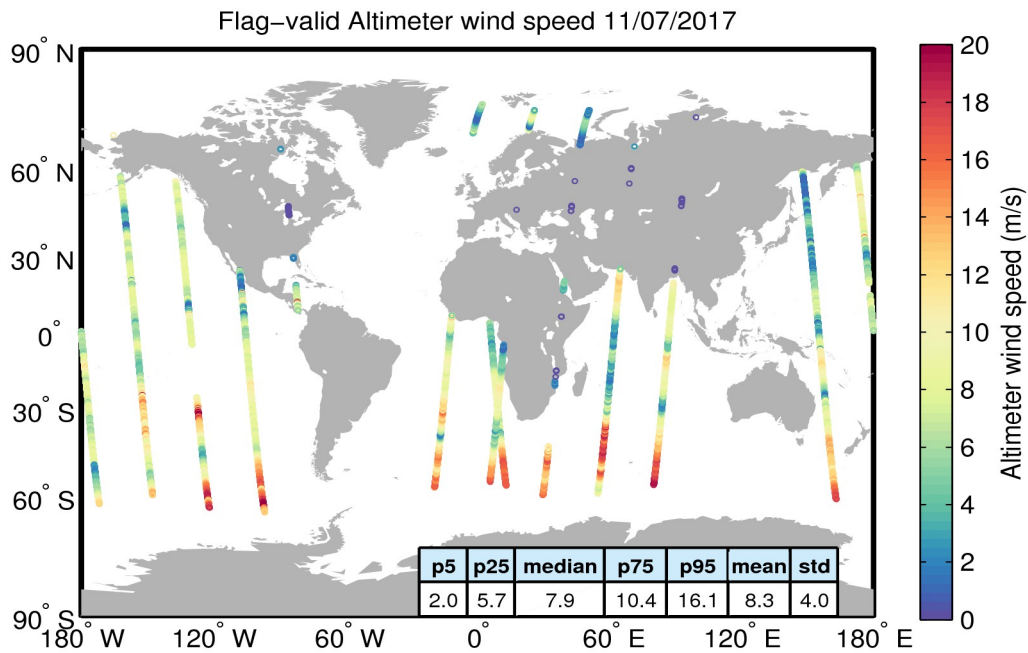 Flag−valid Altimeter wind speed 11/07/2017
90° N
60° N
30° N
0°
30° S
60° S
90° S
180° W
120° W
60° W
0°
60° E
120° E
180° E
p5 p25 median p75 p95 mean std
2.0 5.7 7.9 10.4 16.1 8.3 4.0
20
18
16
14
12
10
8
6
4
2
0
Altimeter wind speed (m/s)